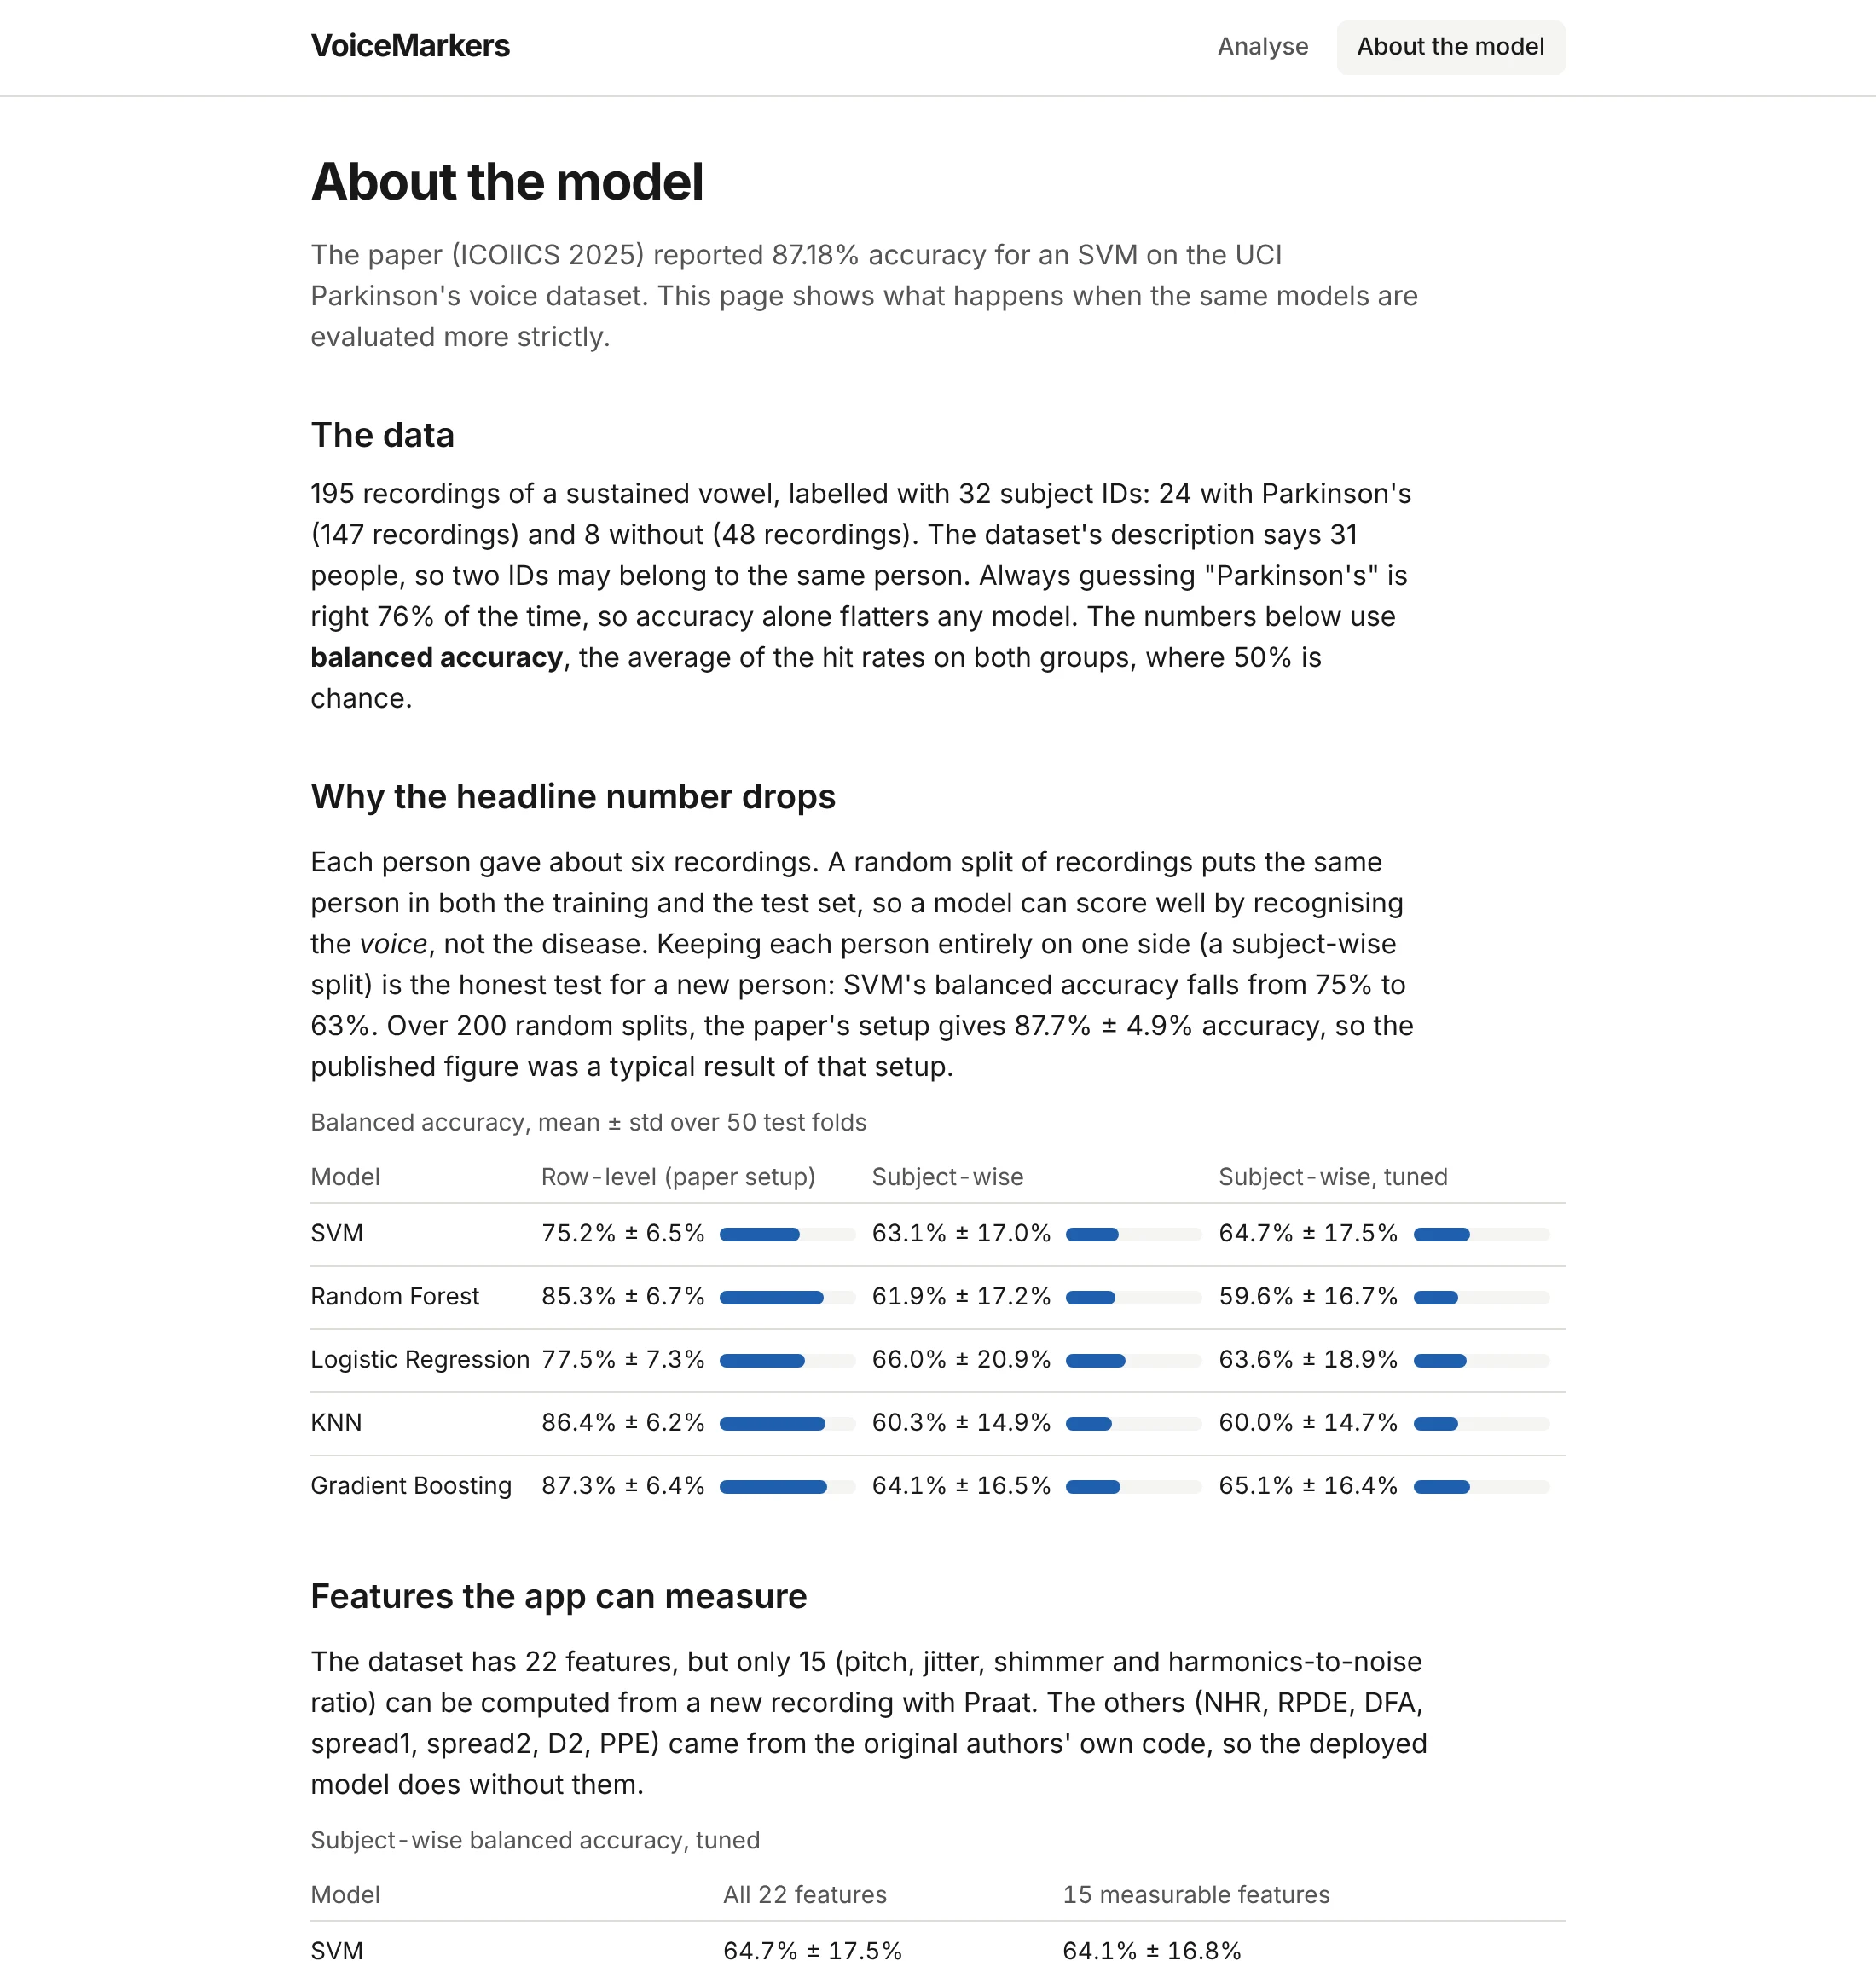 VoiceMarkers
Analyse
About the model
About the model
The paper (ICOIICS 2025) reported 87.18% accuracy for an SVM on the UCI
Parkinson's voice dataset. This page shows what happens when the same models are
evaluated more strictly.
The data
195 recordings of a sustained vowel, labelled with 32 subject IDs: 24 with Parkinson's
(147 recordings) and 8 without (48 recordings). The dataset's description says 31
people, so two IDs may belong to the same person. Always guessing "Parkinson's" is
right 76% of the time, so accuracy alone flatters any model. The numbers below use
balanced accuracy, the average of the hit rates on both groups, where 50% is
chance.
Why the headline number drops
Each person gave about six recordings. A random split of recordings puts the same
person in both the training and the test set, so a model can score well by recognising
the voice, not the disease. Keeping each person entirely on one side (a subject-wise
split) is the honest test for a new person: SVM's balanced accuracy falls from 75% to
63%. Over 200 random splits, the paper's setup gives 87.7% ± 4.9% accuracy, so the
published figure was a typical result of that setup.
Balanced accuracy, mean ± std over 50 test folds
Model Row-level (paper setup) Subject-wise Subject-wise, tuned
SVM 75.2% ± 6.5% 63.1% ± 17.0% 64.7% ± 17.5%
Random Forest 85.3% ± 6.7% 61.9% ± 17.2% 59.6% ± 16.7%
Logistic Regression 77.5% ± 7.3% 66.0% ± 20.9% 63.6% ± 18.9%
KNN 86.4% ± 6.2% 60.3% ± 14.9% 60.0% ± 14.7%
Gradient Boosting 87.3% ± 6.4% 64.1% ± 16.5% 65.1% ± 16.4%
Features the app can measure
The dataset has 22 features, but only 15 (pitch, jitter, shimmer and harmonics-to-noise
ratio) can be computed from a new recording with Praat. The others (NHR, RPDE, DFA,
spread1, spread2, D2, PPE) came from the original authors' own code, so the deployed
model does without them.
Subject-wise balanced accuracy, tuned
Model All 22 features 15 measurable features
SVM 64.7% ± 17.5% 64.1% ± 16.8%